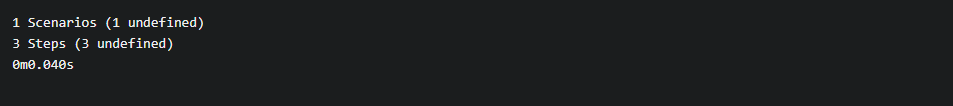 1 Scenarios (1 undefined)
3 Steps (3 undefined)
0m0.040s